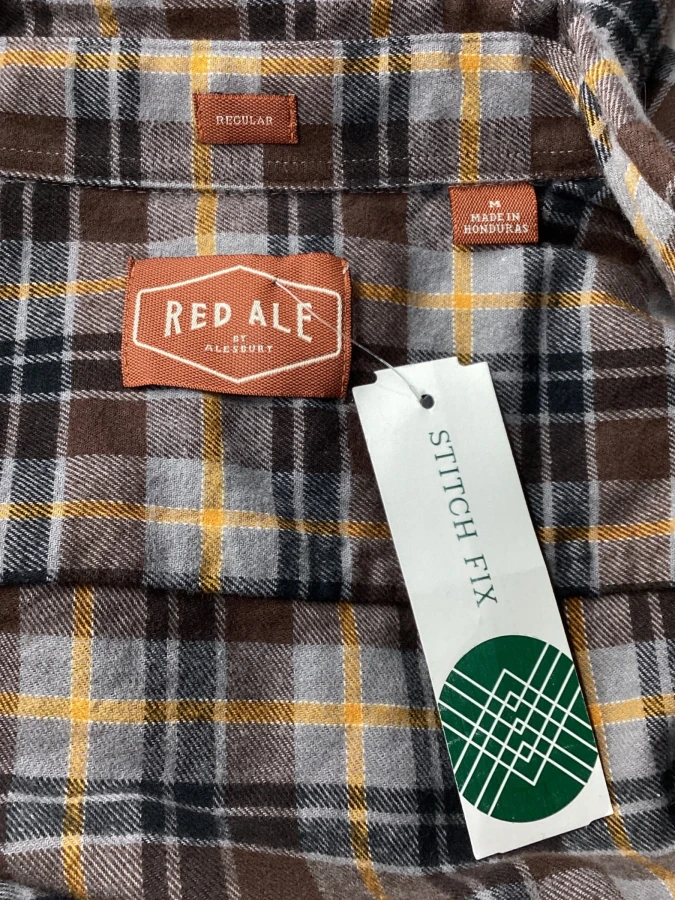 REGULAR
M
MADE IN
HONDURAS
RED ALE
BY
ALESBURY
STITCH FIX